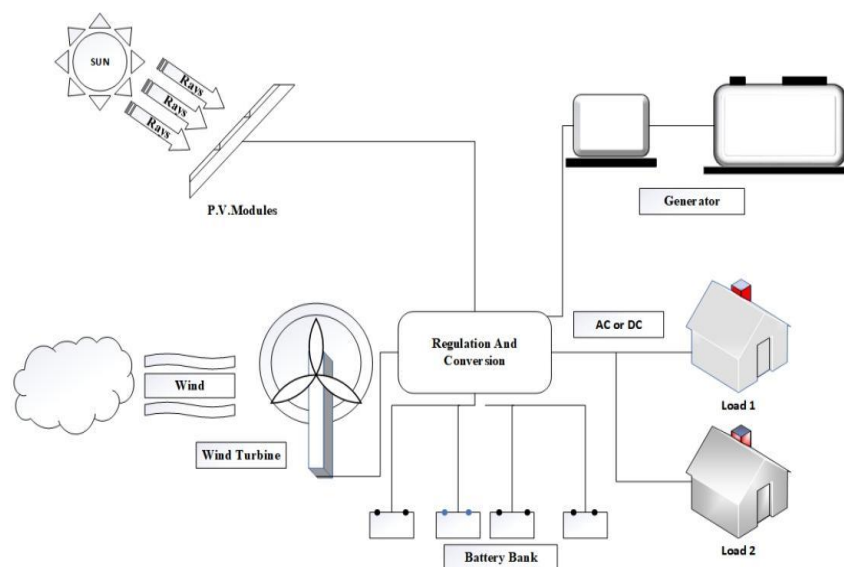 SUN
Rays
Rays
Rays
P.V.Modules
Generator
Regulation And
Conversion
AC or DC
Wind
Wind Turbine
Load 1
Battery Bank
Load 2